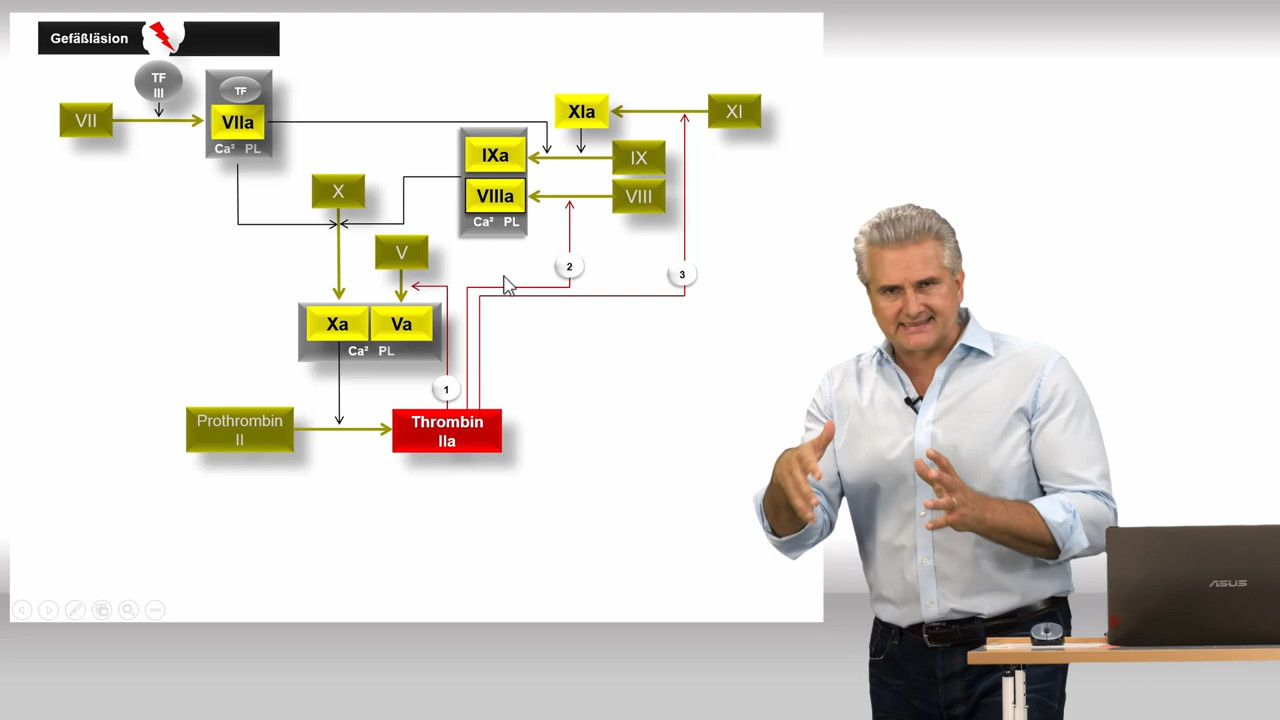 Gefäßläsion
TF
III
TF
VII
VIIa
Ca² PL
XIa
XI
IXa
IX
VIIIa
VIII
Ca² PL
X
V
2
3
Xa
Va
Ca² PL
1
Prothrombin
II
Thrombin
IIa
ASUS